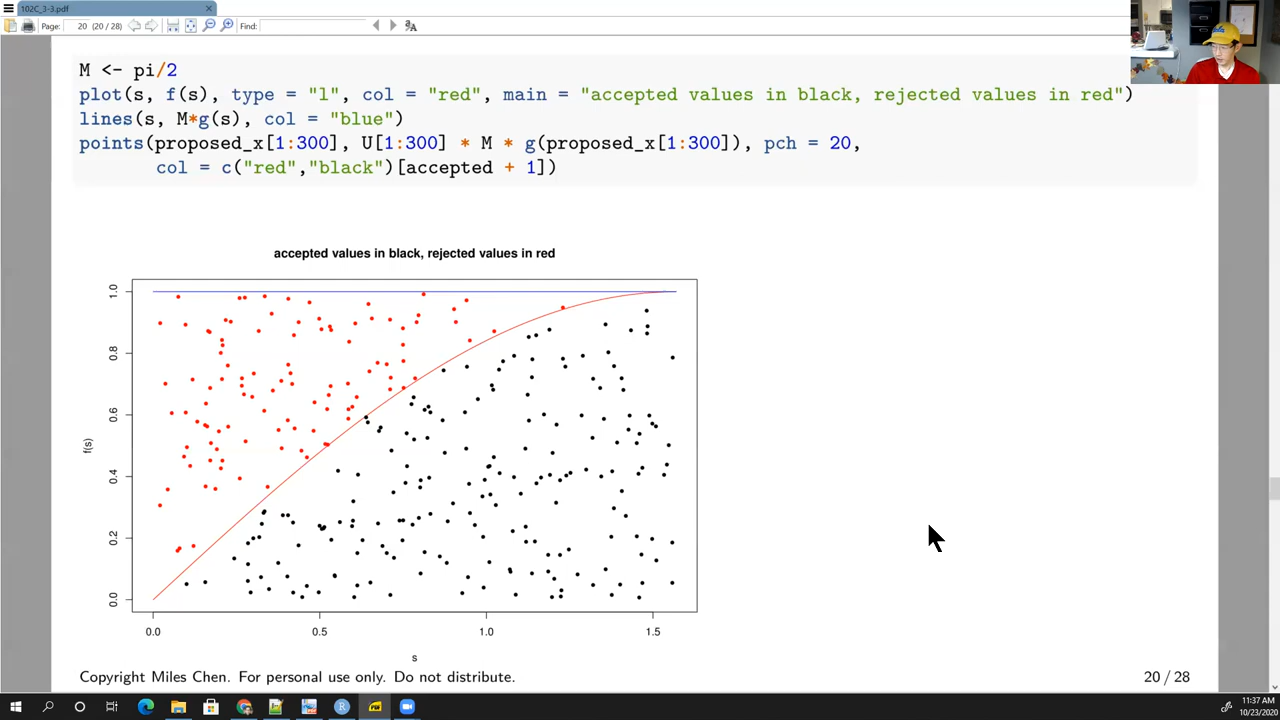 102C_3-3.pdf
Page: 20 (20 / 28) Find:
M <- pi/2
plot(s, f(s), type = "l", col = "red", main = "accepted values in black, rejected values in red")
lines(s, M*g(s), col = "blue")
points(proposed_x[1:300], U[1:300] * M * g(proposed_x[1:300]), pch = 20,
col = c("red","black")[accepted + 1])
accepted values in black, rejected values in red
1.0
0.8
0.6
0.4
0.2
0.0
f(s)
0.0 0.5 1.0 1.5
s
Copyright Miles Chen. For personal use only. Do not distribute. 20 / 28
11:37 AM
10/23/2020